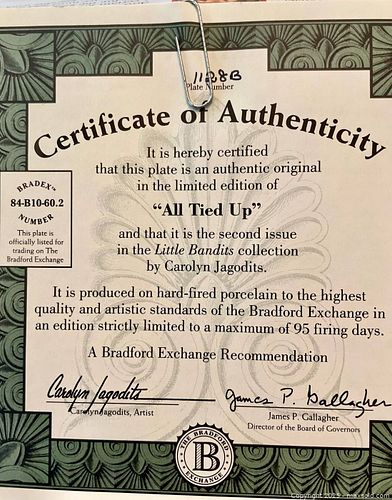 1128B
Plate Number
Certificate of Authenticity
It is hereby certified
that this plate is an authentic original
in the limited edition of
“All Tied Up”
and that it is the second issue
in the Little Bandits collection
by Carolyn Jagodits.
BRADEX™
84-B10-60.2
NUMBER
This plate is
officially listed for
trading on The
Bradford Exchange
It is produced on hard-fired porcelain to the highest
quality and artistic standards of the Bradford Exchange in
an edition strictly limited to a maximum of 95 firing days.
A Bradford Exchange Recommendation
Carolyn Jagodits
Carolyn Jagodits, Artist
James P. Gallagher
James P. Gallagher
Director of the Board of Governors
THE BRADFORD
B
EXCHANGE